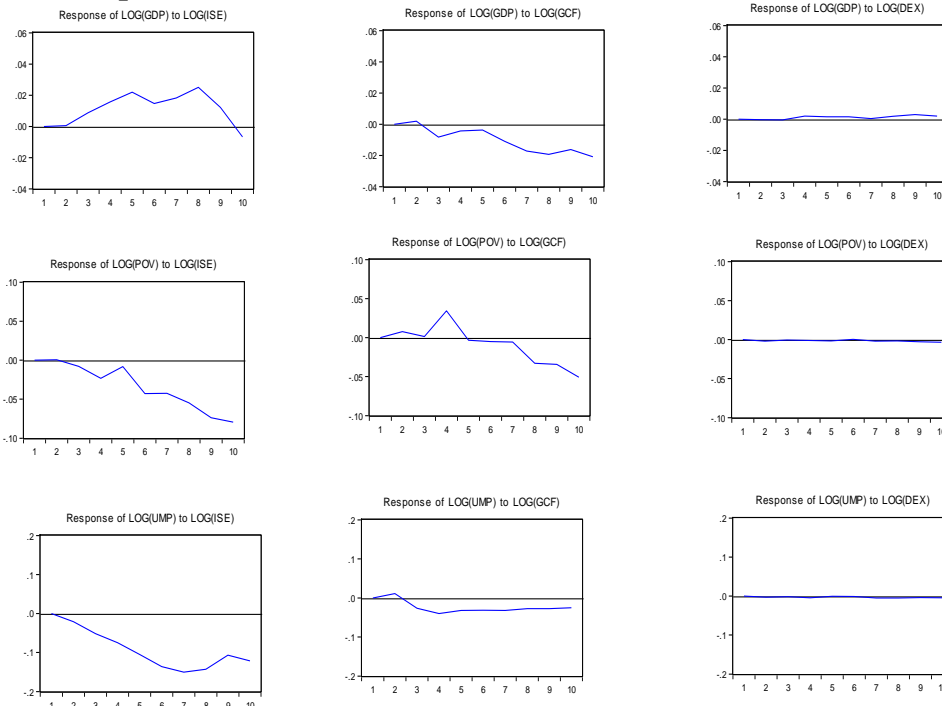 Response of LOG(GDP) to LOG(ISE)
.06
.04
.02
.00
-.02
-.04
1 2 3 4 5 6 7 8 9 10
Response of LOG(GDP) to LOG(GCF)
.06
.04
.02
.00
-.02
-.04
1 2 3 4 5 6 7 8 9 10
Response of LOG(GDP) to LOG(DEX)
.06
.04
.02
.00
-.02
-.04
1 2 3 4 5 6 7 8 9 10
Response of LOG(POV) to LOG(ISE)
.10
.05
.00
-.05
-.10
1 2 3 4 5 6 7 8 9 10
Response of LOG(POV) to LOG(GCF)
.10
.05
.00
-.05
-.10
1 2 3 4 5 6 7 8 9 10
Response of LOG(POV) to LOG(DEX)
.10
.05
.00
-.05
-.10
1 2 3 4 5 6 7 8 9
Response of LOG(UMP) to LOG(ISE)
.2
.1
.0
-.1
-.2
1 2 3 4 5 6 7 8 9 10
Response of LOG(UMP) to LOG(GCF)
.2
.1
.0
-.1
-.2
1 2 3 4 5 6 7 8 9 10
Response of LOG(UMP) to LOG(DEX)
.2
.1
.0
-.1
-.2
1 2 3 4 5 6 7 8 9